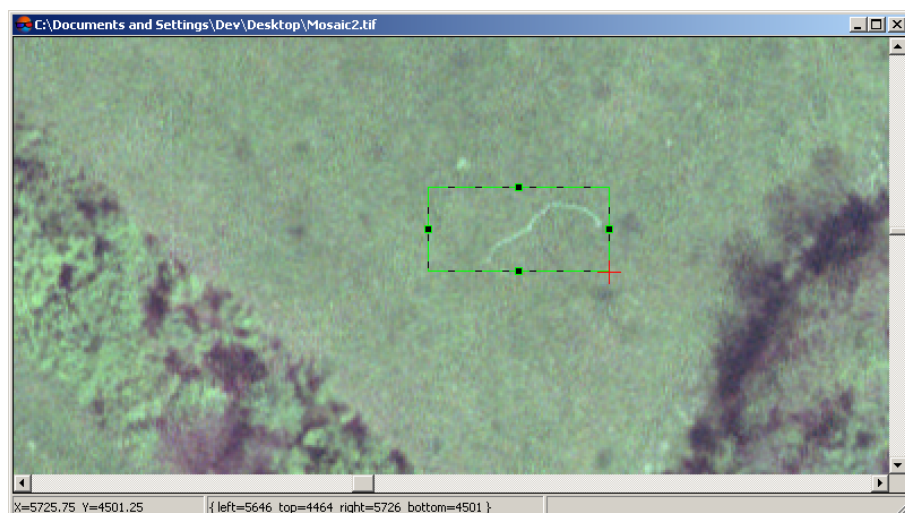 C:\Documents and Settings\Dev\Desktop\Mosaic2.tif
X=5725.75 Y=4501.25 { left=5646 top=4464 right=5726 bottom=4501 }